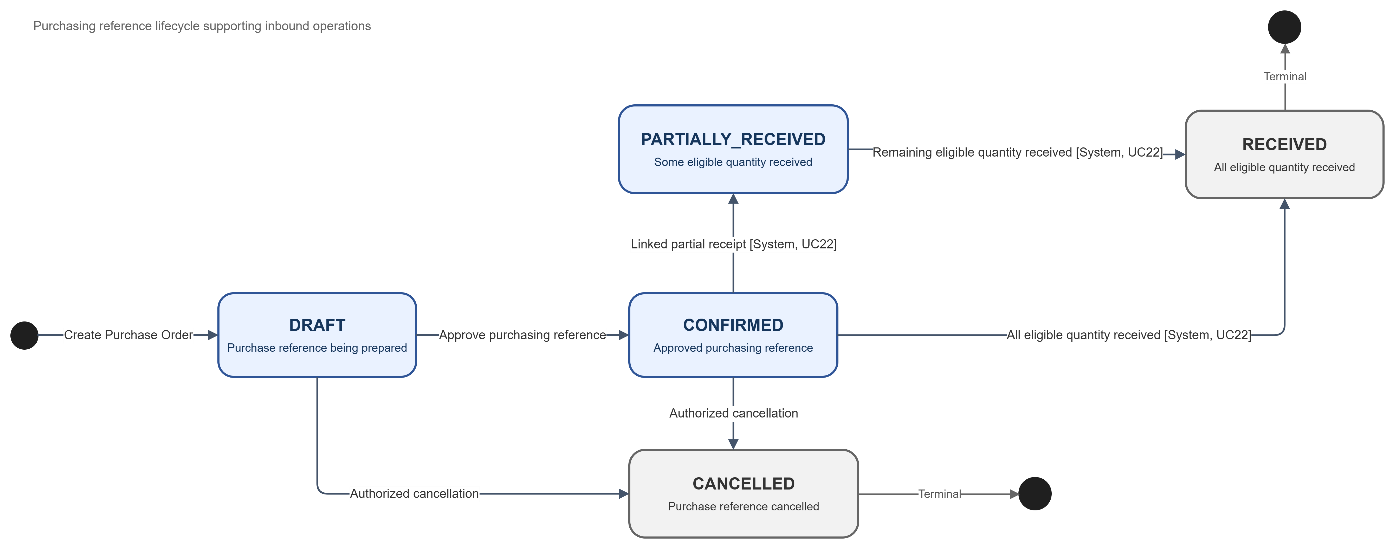 Purchasing reference lifecycle supporting inbound operations
Terminal
PARTIALLY_RECEIVED
Some eligible quantity received
Remaining eligible quantity received [System, UC22]
RECEIVED
All eligible quantity received
Linked partial receipt [System, UC22]
Create Purchase Order
DRAFT
Purchase reference being prepared
Approve purchasing reference
CONFIRMED
Approved purchasing reference
All eligible quantity received [System, UC22]
Authorized cancellation
Authorized cancellation
CANCELLED
Purchase reference cancelled
Terminal